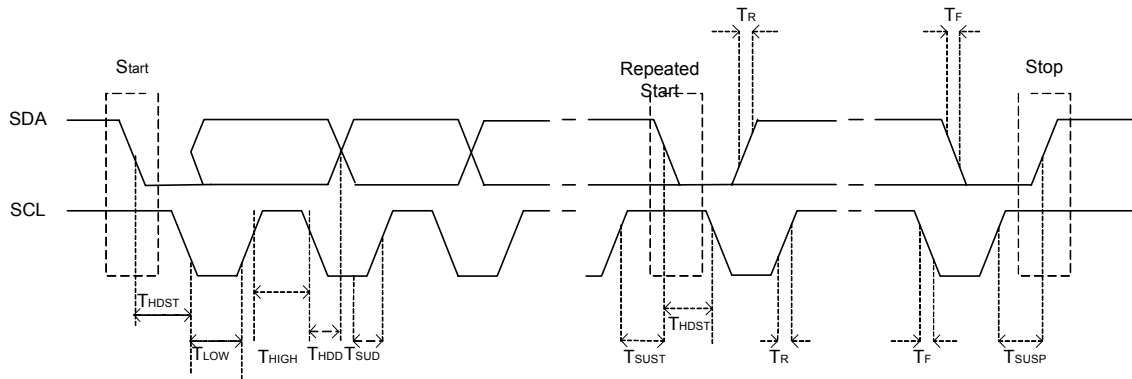 TR
TF
Start
Repeated
Start
Stop
SDA
SCL
THDST
THDST
TLOW
THIGH
THDD
TSUD
TSUST
TR
TF
TSUSP